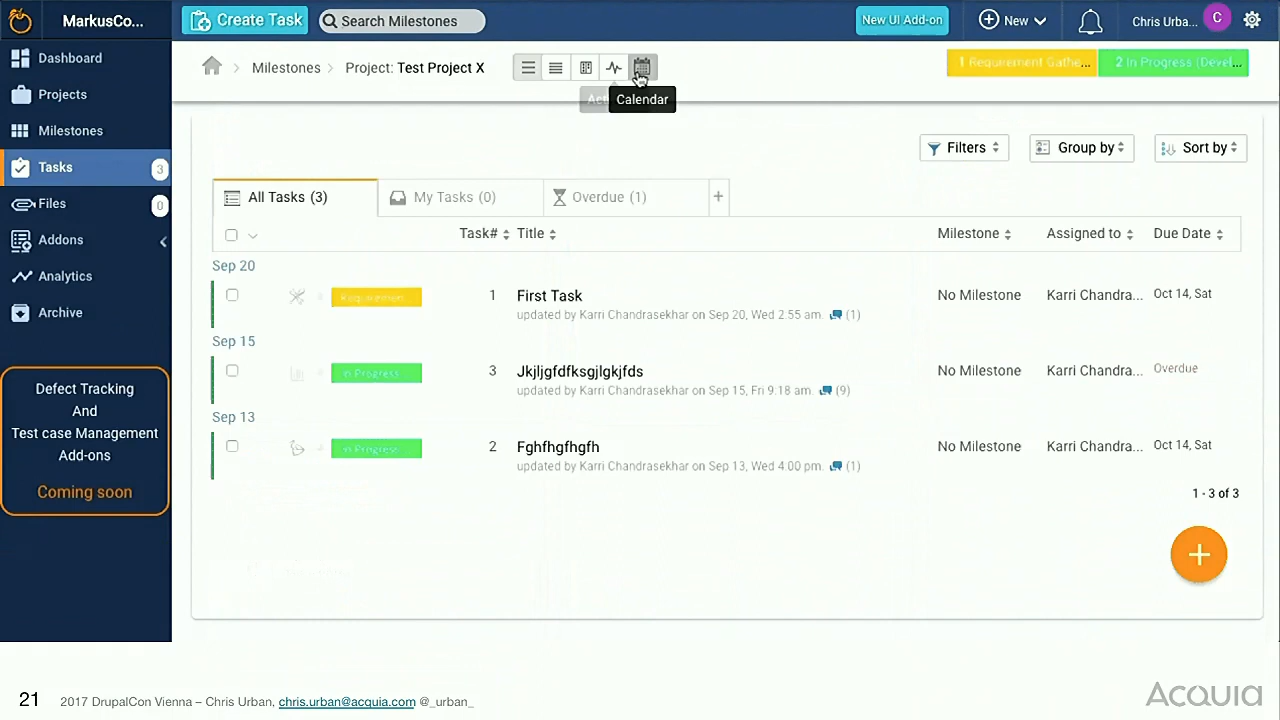 MarkusCo...
Create Task
Search Milestones
New UI Add-on
New
Chris Urba...
C
Dashboard
Projects
Milestones
Tasks
3
Files
0
Addons
Analytics
Archive
Defect Tracking
And
Test case Management
Add-ons
Coming soon
Milestones
Project: Test Project X
Calendar
1 Requirement Gathe...
2 In Progress (Devel...
Filters
Group by
Sort by
All Tasks (3)
My Tasks (0)
Overdue (1)
+
Task#
Title
Milestone
Assigned to
Due Date
Sep 20
1
First Task
No Milestone
Karri Chandra...
Oct 14, Sat
updated by Karri Chandrasekhar on Sep 20, Wed 2:55 am.
(1)
Sep 15
In Progress
3
Jkjljgfdfksgjlgkjfds
No Milestone
Karri Chandra...
Overdue
updated by Karri Chandrasekhar on Sep 15, Fri 9:18 am.
(9)
Sep 13
In Progress
2
Fghfhgfhgfh
No Milestone
Karri Chandra...
Oct 14, Sat
updated by Karri Chandrasekhar on Sep 13, Wed 4:00 pm.
(1)
1 - 3 of 3
+
21
2017 DrupalCon Vienna – Chris Urban, chris.urban@acquia.com @_urban_
ACQUIA